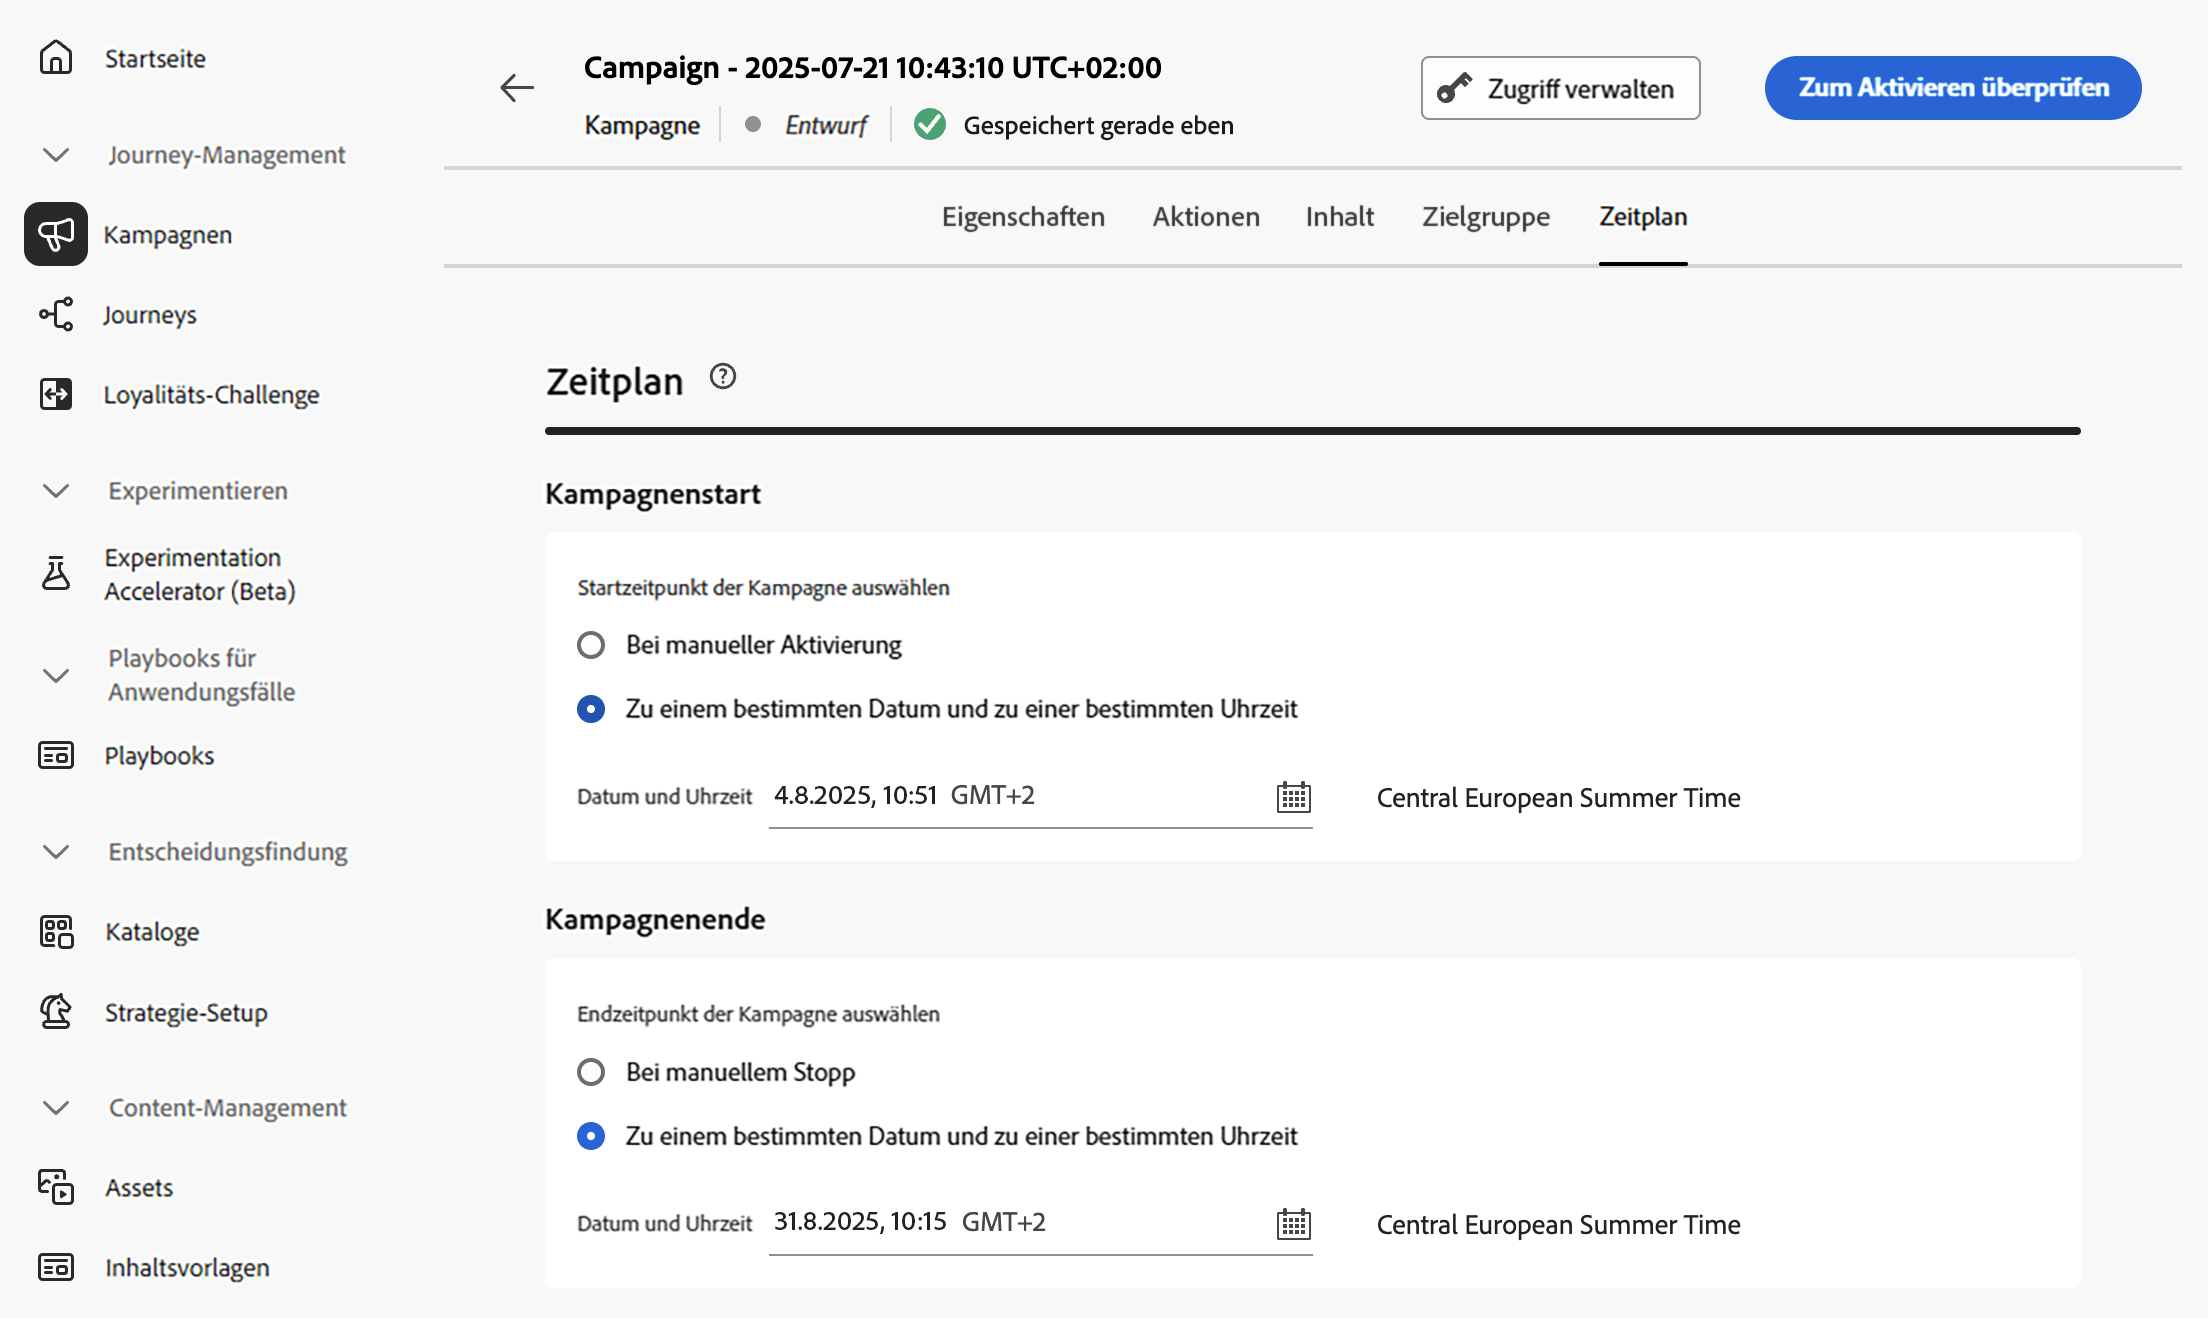 Startseite
Journey-Management
Kampagnen
Journeys
Loyalitäts-Challenge
Experimentieren
Experimentation
Accelerator (Beta)
Playbooks für
Anwendungsfälle
Playbooks
Entscheidungsfindung
Kataloge
Strategie-Setup
Content-Management
Assets
Inhaltsvorlagen
Campaign - 2025-07-21 10:43:10 UTC+02:00
Kampagne Entwurf Gespeichert gerade eben
Zugriff verwalten
Zum Aktivieren überprüfen
Eigenschaften Aktionen Inhalt Zielgruppe Zeitplan
Zeitplan ?
Kampagnenstart
Startzeitpunkt der Kampagne auswählen
Bei manueller Aktivierung
Zu einem bestimmten Datum und zu einer bestimmten Uhrzeit
Datum und Uhrzeit 4.8.2025, 10:51 GMT+2 Central European Summer Time
Kampagnenende
Endzeitpunkt der Kampagne auswählen
Bei manuellem Stopp
Zu einem bestimmten Datum und zu einer bestimmten Uhrzeit
Datum und Uhrzeit 31.8.2025, 10:15 GMT+2 Central European Summer Time